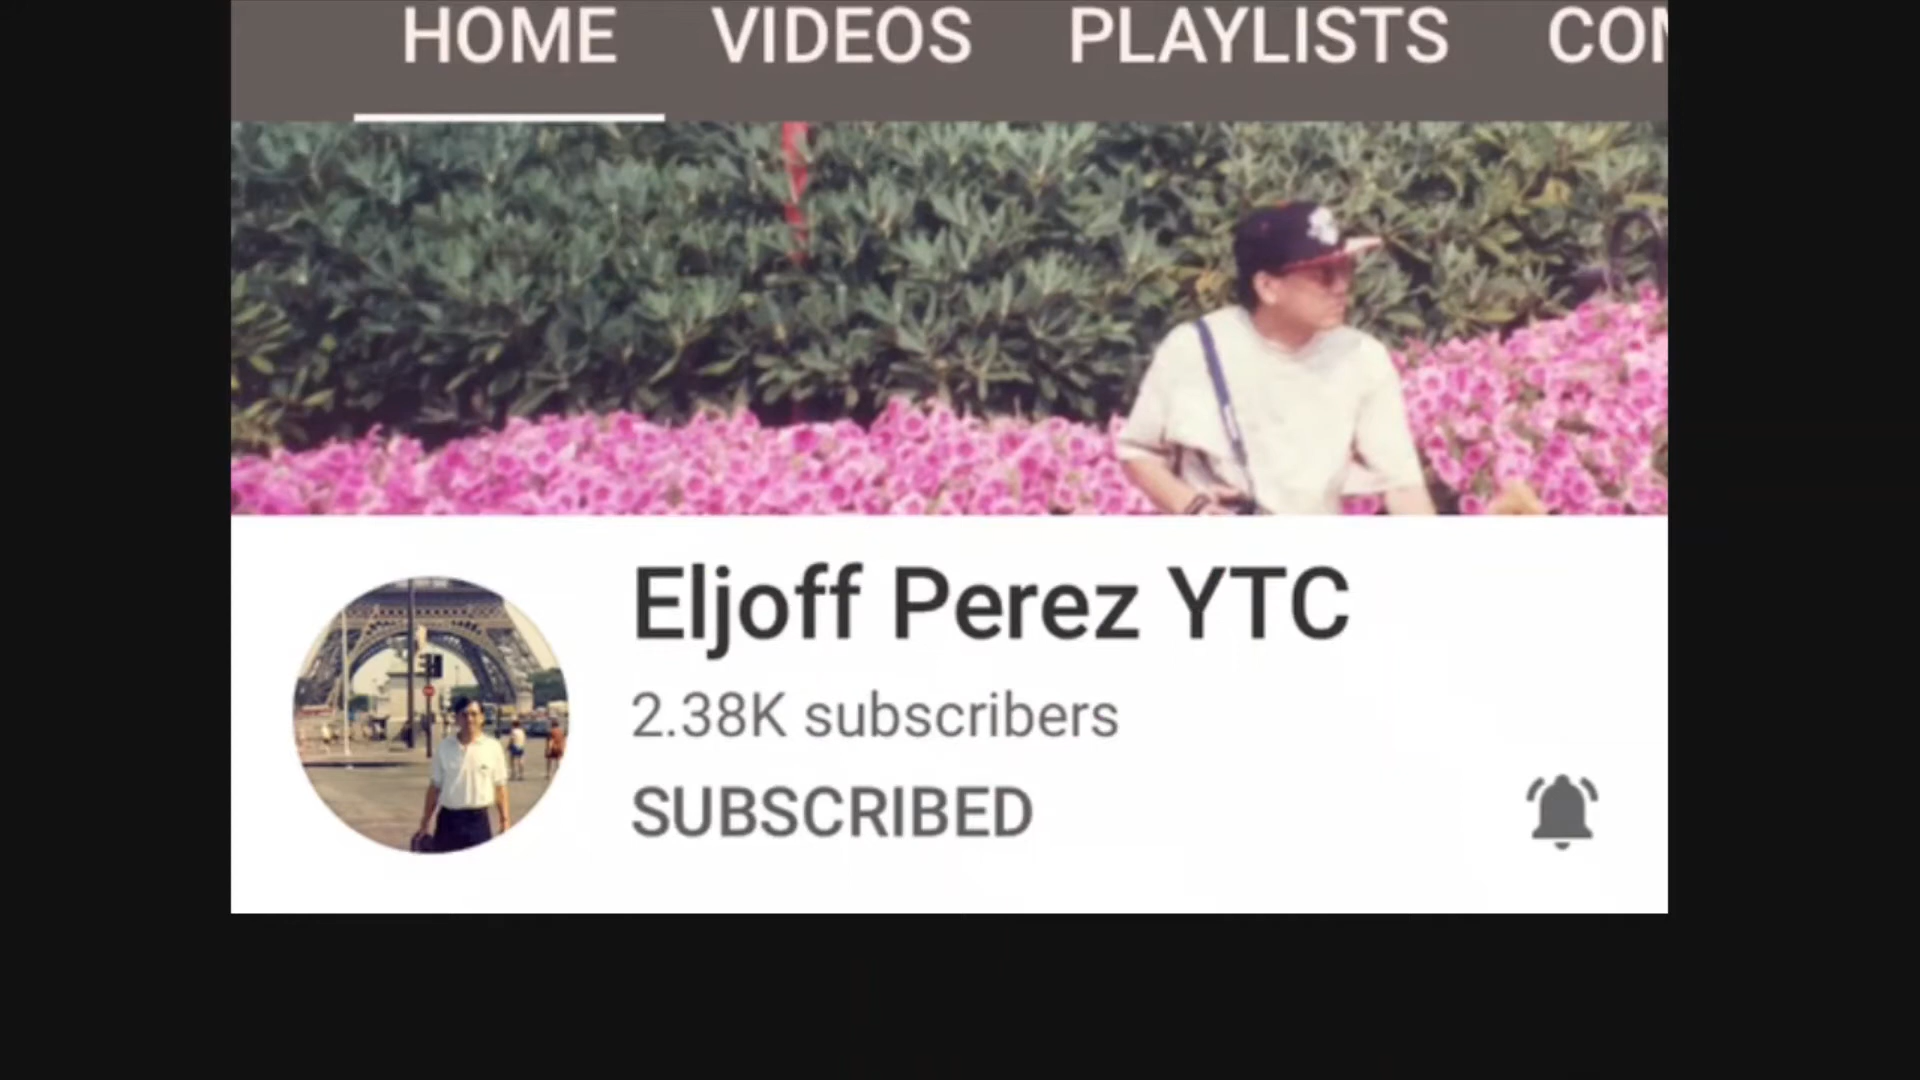 HOME VIDEOS PLAYLISTS
Eljoff Perez YTC
2.38K subscribers
SUBSCRIBED